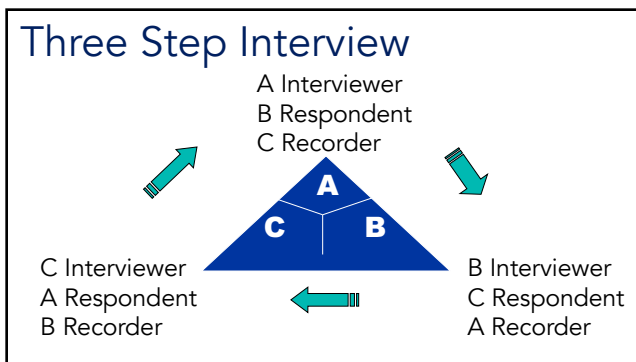 Three Step Interview
A Interviewer
B Respondent
C Recorder
A
C
B
C Interviewer
A Respondent
B Recorder
B Interviewer
C Respondent
A Recorder